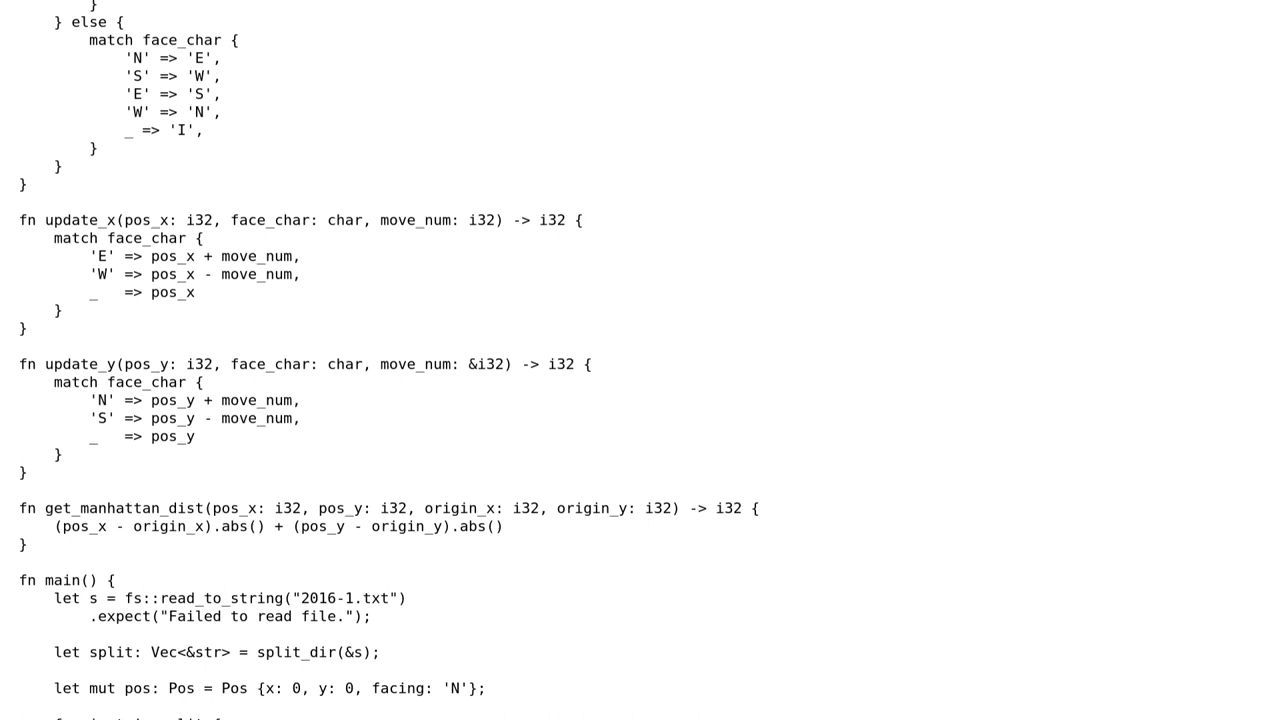 }
    } else {
        match face_char {
            'N' => 'E',
            'S' => 'W',
            'E' => 'S',
            'W' => 'N',
            _ => 'I',
        }
    }
}

fn update_x(pos_x: i32, face_char: char, move_num: i32) -> i32 {
    match face_char {
        'E' => pos_x + move_num,
        'W' => pos_x - move_num,
        _   => pos_x
    }
}

fn update_y(pos_y: i32, face_char: char, move_num: &i32) -> i32 {
    match face_char {
        'N' => pos_y + move_num,
        'S' => pos_y - move_num,
        _   => pos_y
    }
}

fn get_manhattan_dist(pos_x: i32, pos_y: i32, origin_x: i32, origin_y: i32) -> i32 {
    (pos_x - origin_x).abs() + (pos_y - origin_y).abs()
}

fn main() {
    let s = fs::read_to_string("2016-1.txt")
        .expect("Failed to read file.");

    let split: Vec<&str> = split_dir(&s);

    let mut pos: Pos = Pos {x: 0, y: 0, facing: 'N'};